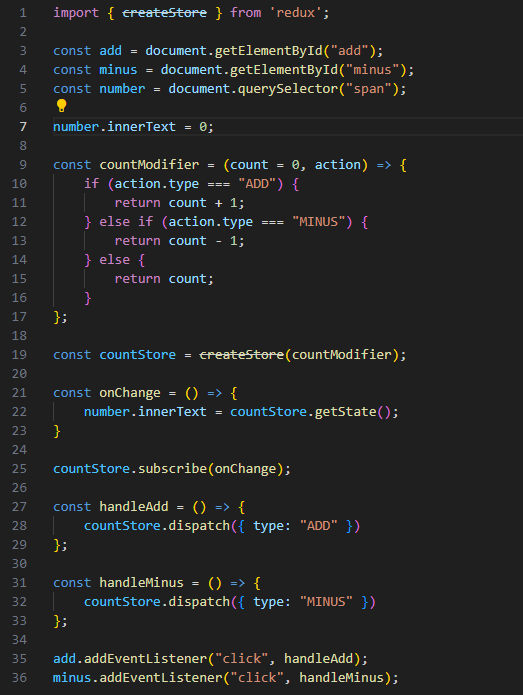 1 import { createStore } from 'redux';
2
3 const add = document.getElementById("add");
4 const minus = document.getElementById("minus");
5 const number = document.querySelector("span");
6
7 number.innerText = 0;
8
9 const countModifier = (count = 0, action) => {
10     if (action.type === "ADD") {
11         return count + 1;
12     } else if (action.type === "MINUS") {
13         return count - 1;
14     } else {
15         return count;
16     }
17 };
18
19 const countStore = createStore(countModifier);
20
21 const onChange = () => {
22     number.innerText = countStore.getState();
23 }
24
25 countStore.subscribe(onChange);
26
27 const handleAdd = () => {
28     countStore.dispatch({ type: "ADD" })
29 };
30
31 const handleMinus = () => {
32     countStore.dispatch({ type: "MINUS" })
33 };
34
35 add.addEventListener("click", handleAdd);
36 minus.addEventListener("click", handleMinus);